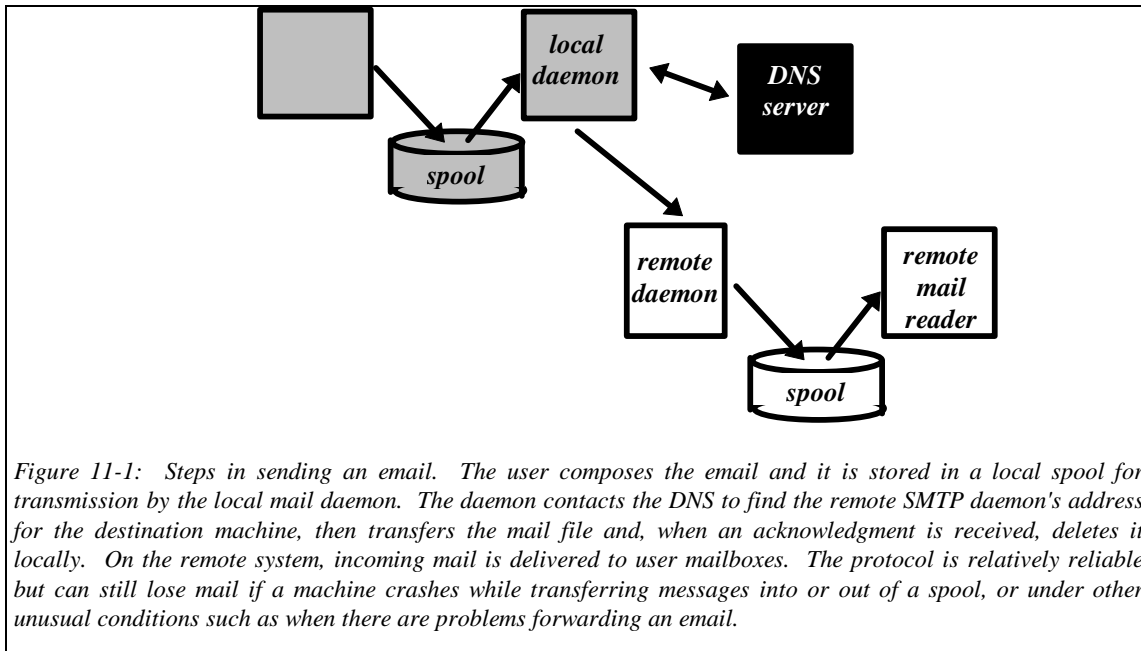 local
daemon
DNS
server
spool
remote
daemon
remote
mail
reader
spool
Figure 11-1: Steps in sending an email. The user composes the email and it is stored in a local spool for
transmission by the local mail daemon. The daemon contacts the DNS to find the remote SMTP daemon's address
for the destination machine, then transfers the mail file and, when an acknowledgment is received, deletes it
locally. On the remote system, incoming mail is delivered to user mailboxes. The protocol is relatively reliable
but can still lose mail if a machine crashes while transferring messages into or out of a spool, or under other
unusual conditions such as when there are problems forwarding an email.